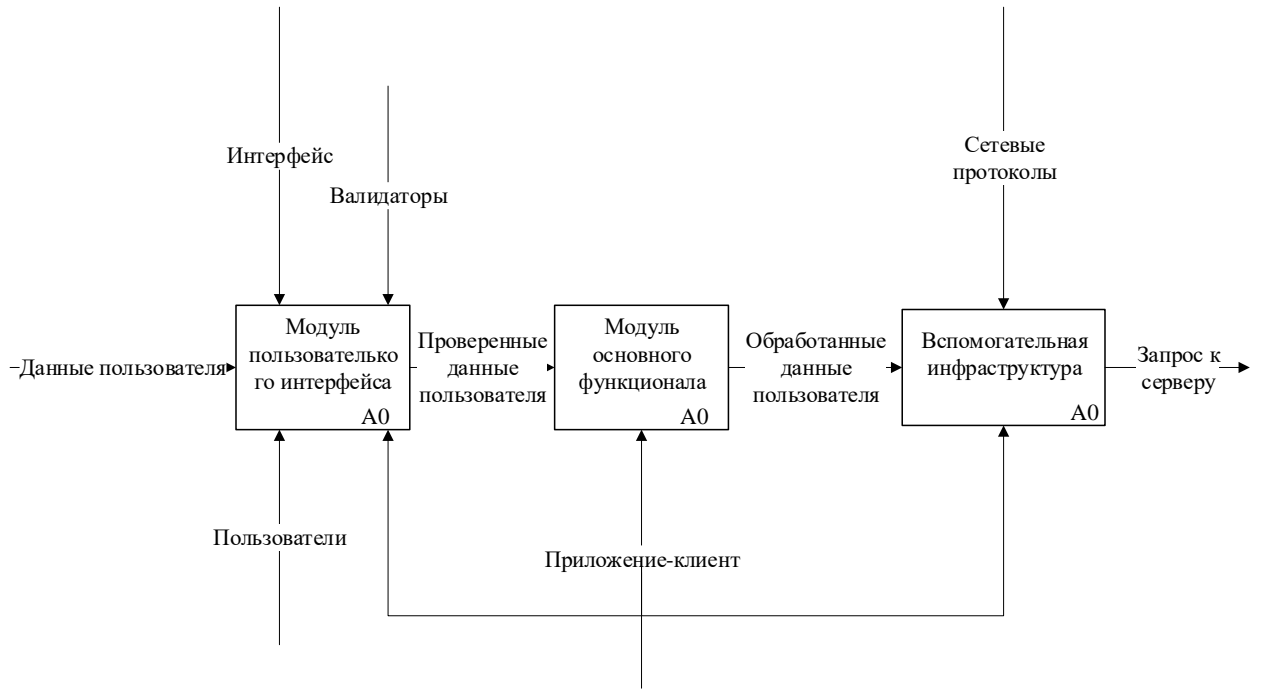 Интерфейс
Валидаторы
Сетевые
протоколы
Данные пользователя
Модуль
пользователько
го интерфейса
A0
Проверенные
данные
пользователя
Модуль
основного
функционала
A0
Обработанные
данные
пользователя
Вспомогательная
инфраструктура
A0
Запрос к
серверу
Пользователи
Приложение-клиент